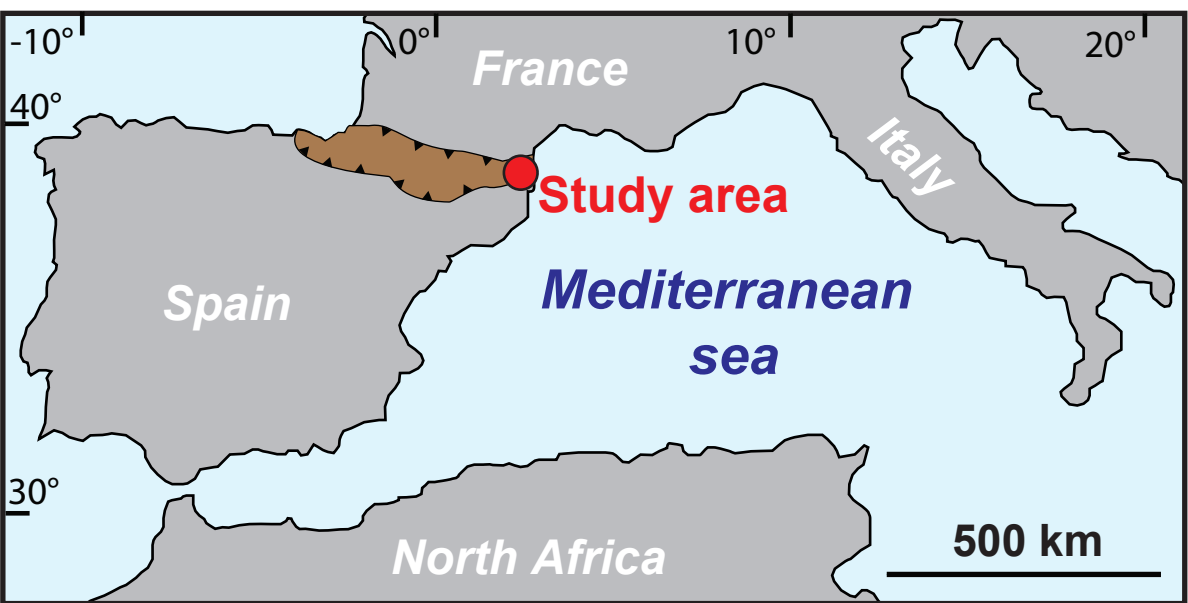 -10°
0°
10°
20°
France
40°
Italy
Study area
Spain
Mediterranean
sea
30°
500 km
North Africa